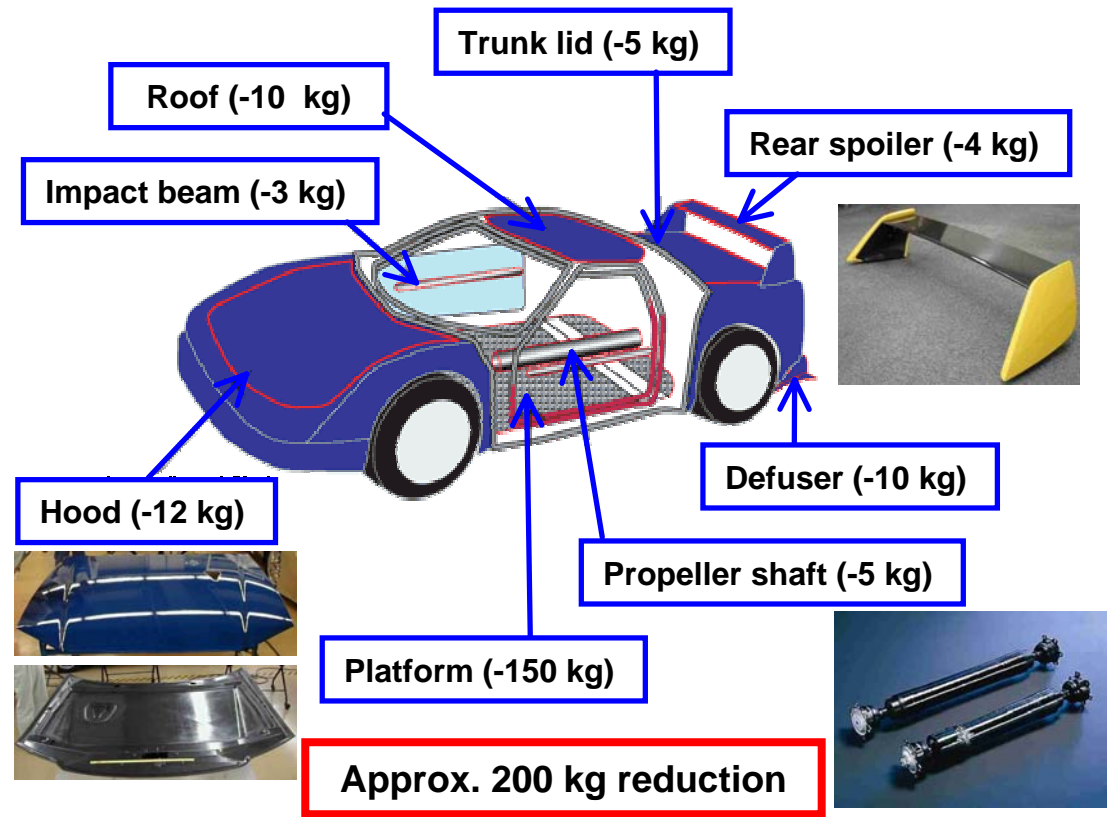 Trunk lid (-5 kg)
Roof (-10 kg)
Rear spoiler (-4 kg)
Impact beam (-3 kg)
Defuser (-10 kg)
Hood (-12 kg)
Propeller shaft (-5 kg)
Platform (-150 kg)
Approx. 200 kg reduction